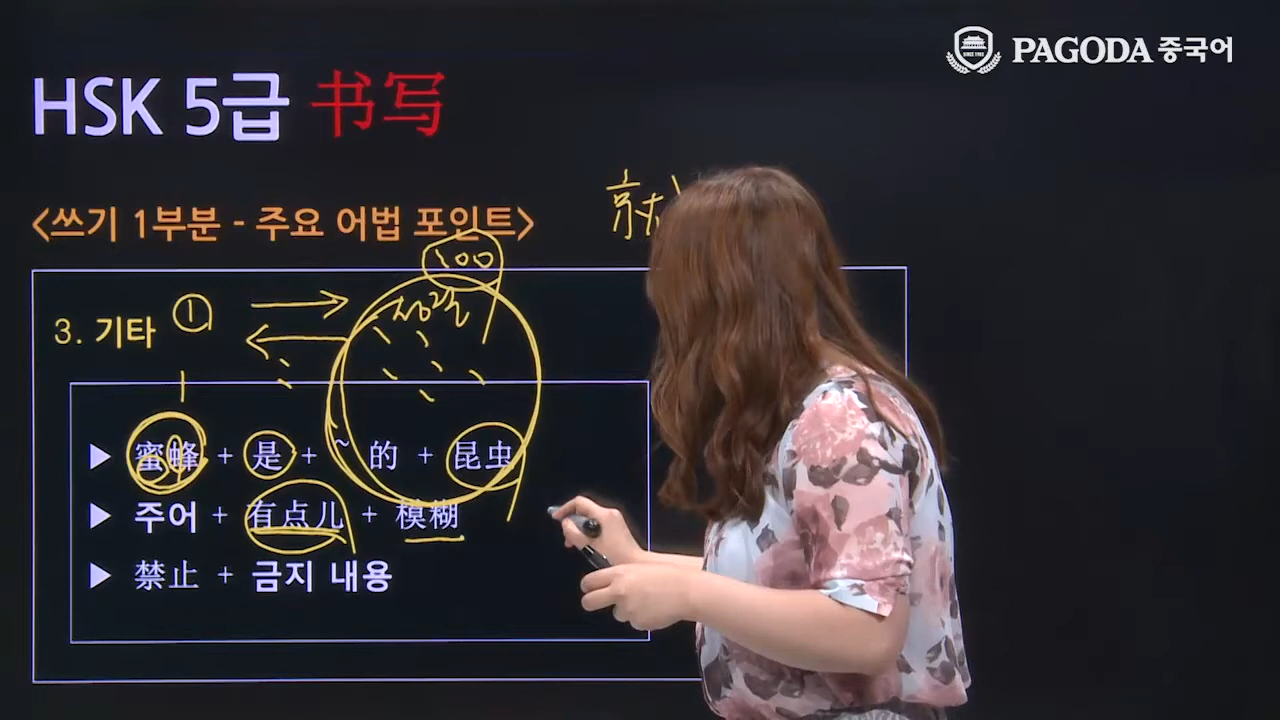 PAGODA 중국어
HSK 5급 书写
<쓰기 1부분 - 주요 어법 포인트>
100
3. 기타 ①
▶ 蜜蜂 + 是 + ~ 的 + 昆虫
▶ 주어 + 有点儿 + 模糊
▶ 禁止 + 금지 내용